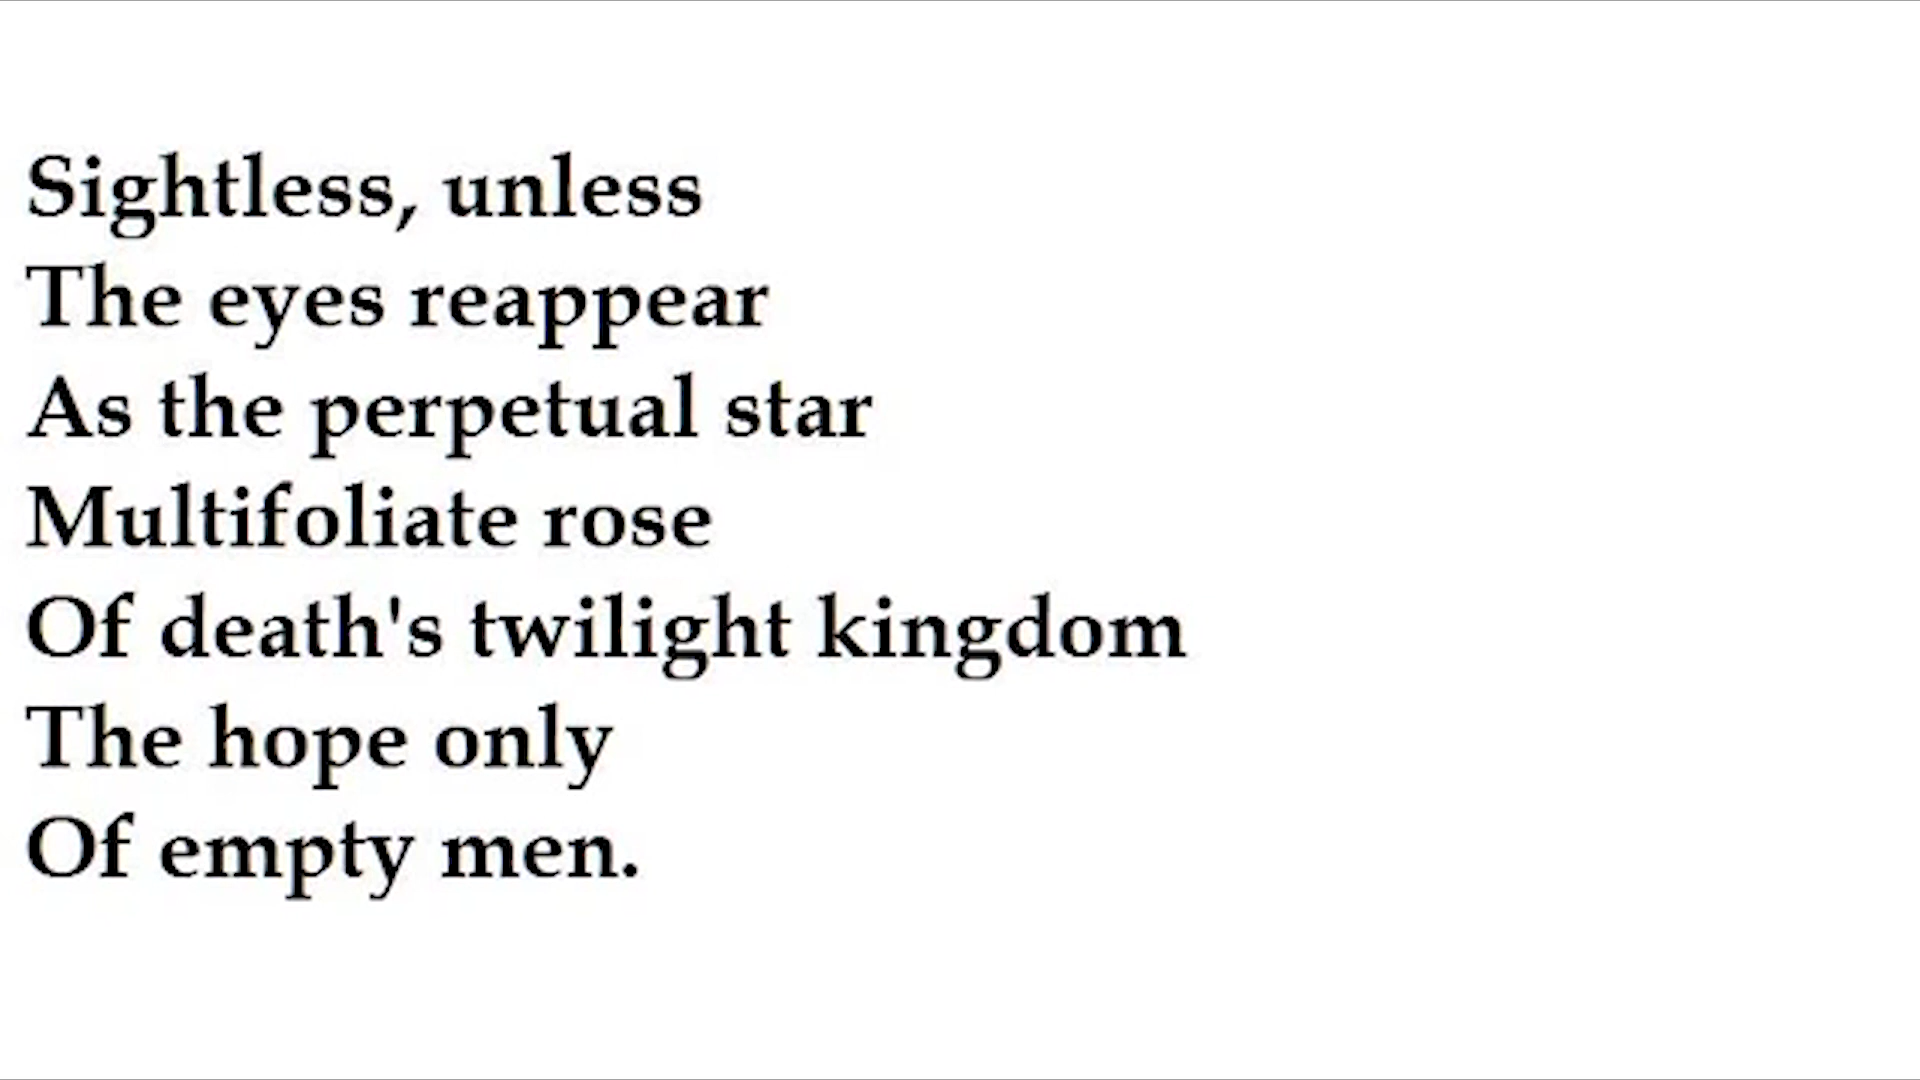 Sightless, unless
The eyes reappear
As the perpetual star
Multifoliate rose
Of death's twilight kingdom
The hope only
Of empty men.